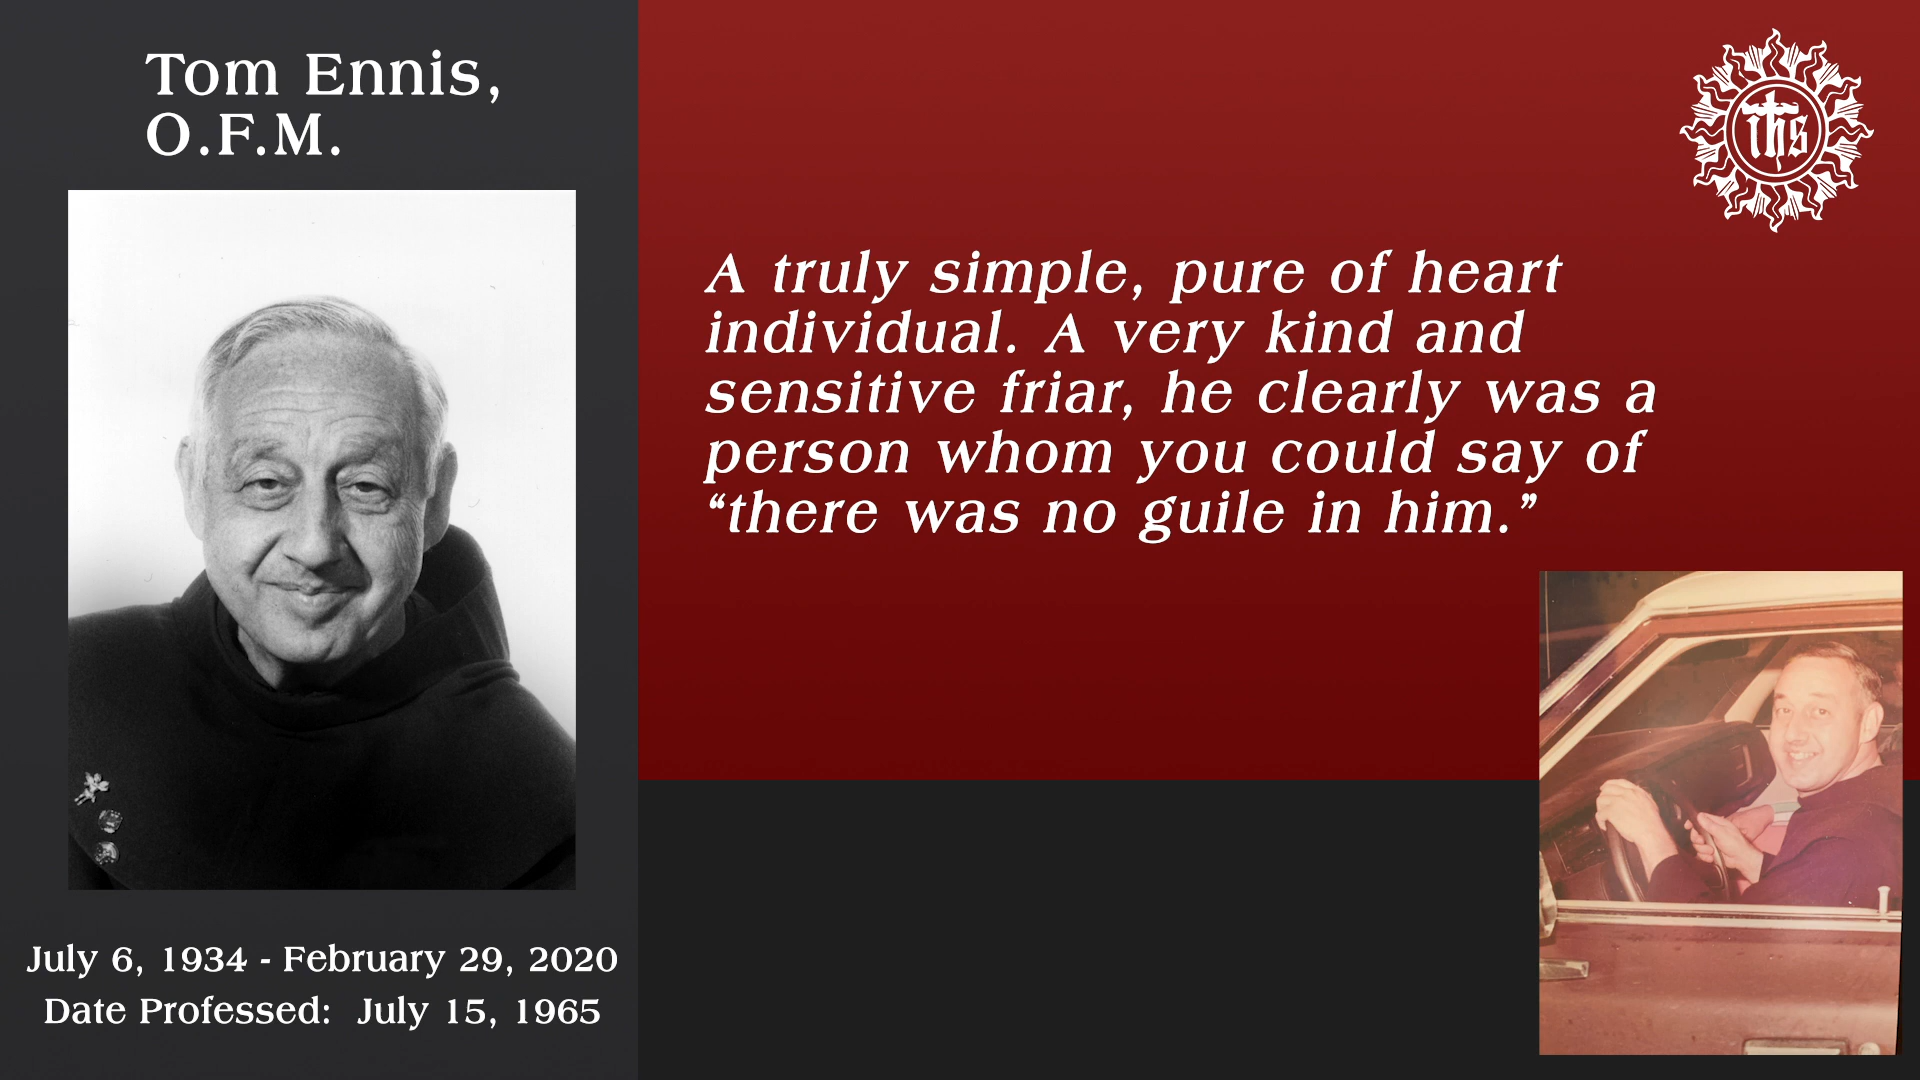 Tom Ennis,
O.F.M.
ihs
A truly simple, pure of heart
individual. A very kind and
sensitive friar, he clearly was a
person whom you could say of
“there was no guile in him.”
July 6, 1934 - February 29, 2020
Date Professed:  July 15, 1965